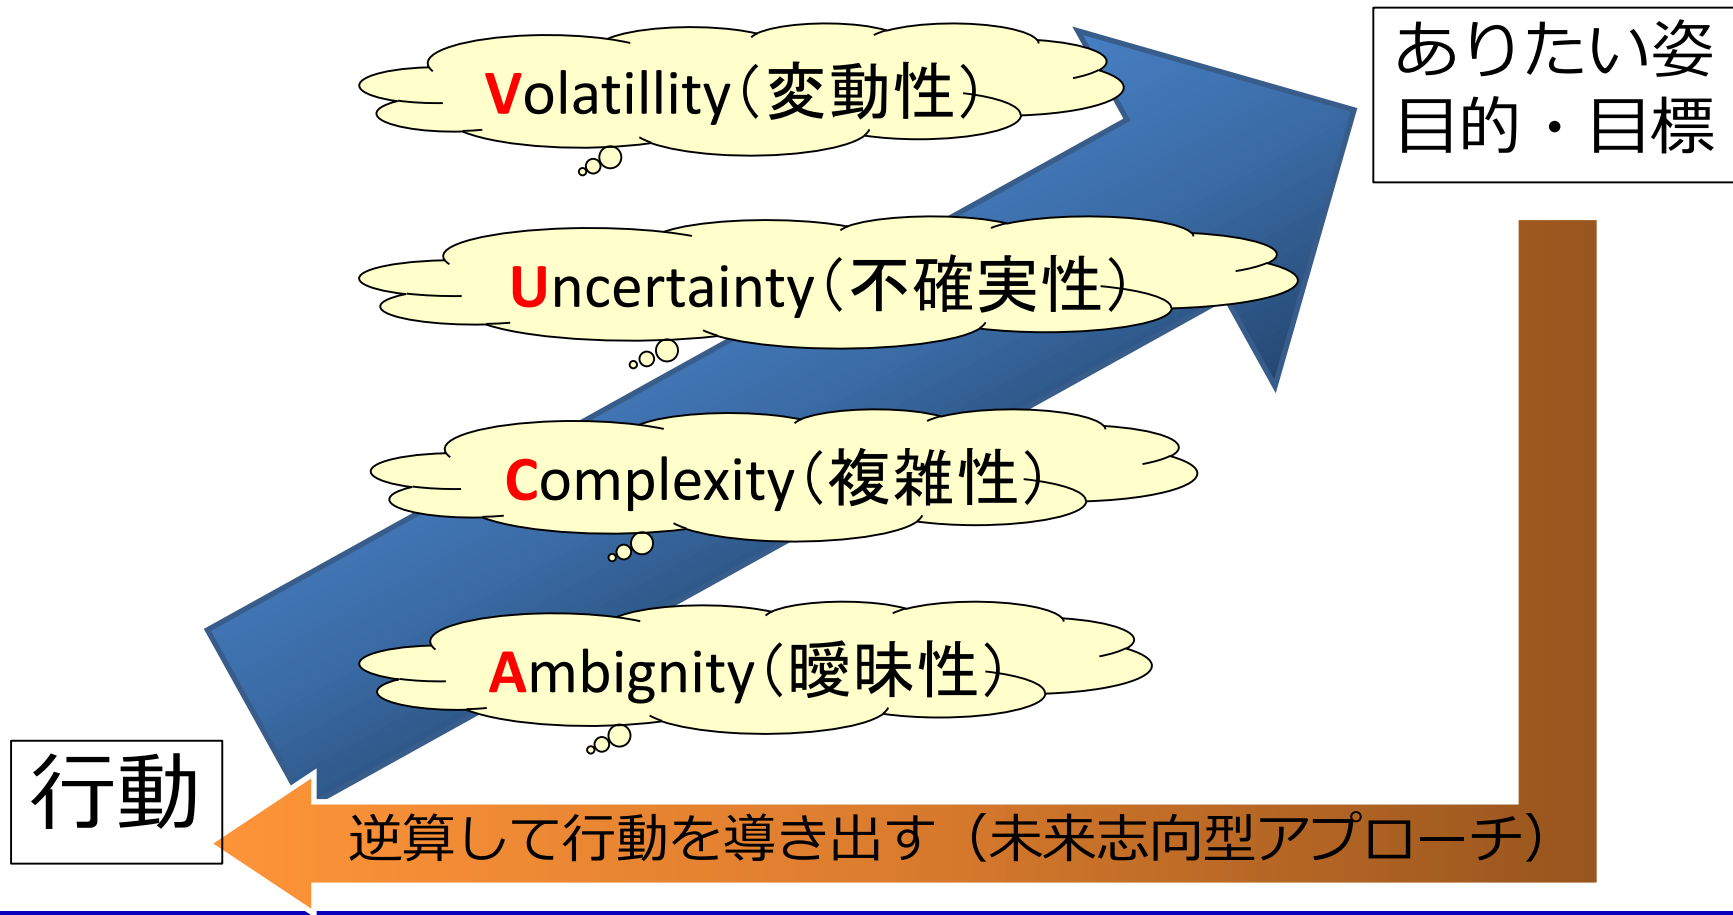 Volatillity（変動性）
ありたい姿
目的・目標
Uncertainty（不確実性）
Complexity（複雑性）
Ambignity（曖昧性）
行動
逆算して行動を導き出す（未来志向型アプローチ）